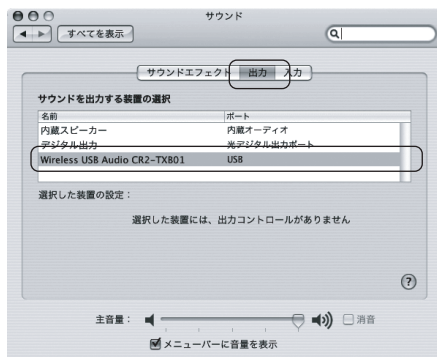 サウンド
すべてを表示
サウンドエフェクト 出力 入力
サウンドを出力する装置の選択
名前 ポート
内蔵スピーカー 内蔵オーディオ
デジタル出力 光デジタル出力ポート
Wireless USB Audio CR2-TXB01 USB
選択した装置の設定：
選択した装置には、出力コントロールがありません
?
主音量： 消音
メニューバーに音量を表示